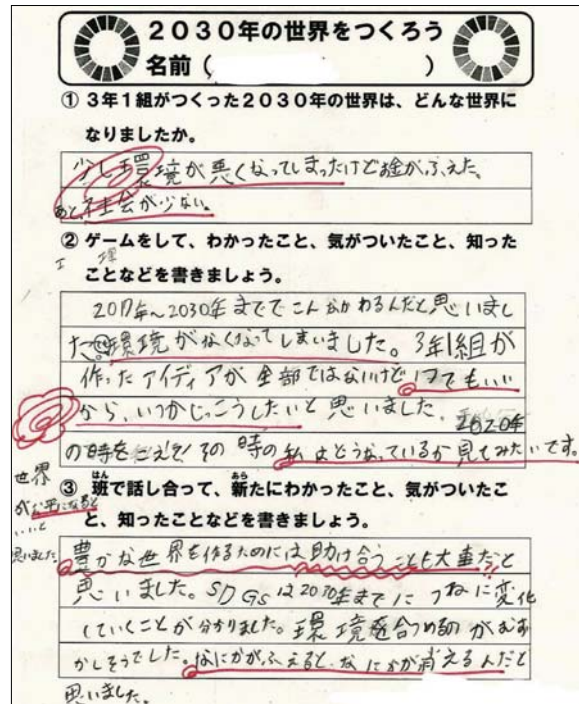 2030年の世界をつくろう
名前（　　　　　　）
① 3年1組がつくった2030年の世界は、どんな世界に
なりましたか。
少し環境が悪くなってしまったけどお金がふえた。
あと、社会が少ない。
② ゲームをして、わかったこと、気がついたこと、知った
ことなどを書きましょう。
2017年～2030年まででこんなかわるんだと思いまし
た。環境がなくなってしまいました。3年1組が
作ったアイディアが全部ではないけど1つでもいい
から、いつかじっこうしたいと思いました。
の時をこえて!その時の私はどうなっているか見てみたいです。
世界
が平になると
いいと
思いました。
③ 班で話し合って、新たにわかったこと、気がついたこ
はん あら
と、知ったことなどを書きましょう。
豊かな世界を作るためには助け合うことも大事だと
思いました。SDGsは2030年までにつねに変化
していくことが分かりました。環境を合つめるのがむず
かしそうでした。なにかがふえると、なにかが消えるんだと
思いました。